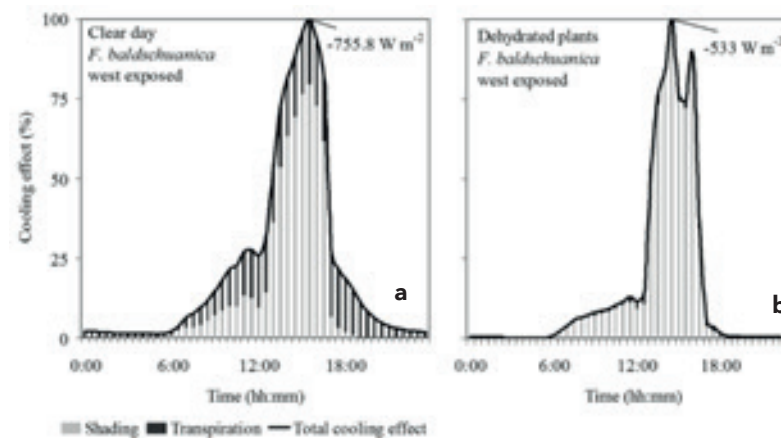 Clear day
F. baldschuanica
west exposed
-755.8 W m-2
Dehydrated plants
F. baldschuanica
west exposed
-533 W m-2
Cooling effect (%)
100
75
50
25
0
a
b
0:00 6:00 12:00 18:00
0:00 6:00 12:00 18:00
Time (hh:mm)
Time (hh:mm)
Shading Transpiration Total cooling effect